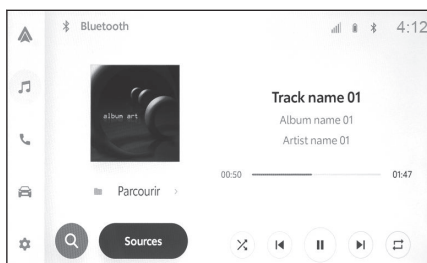 Bluetooth
4:12
album art
Track name 01
Album name 01
Artist name 01
00:50
01:47
Parcourir
Sources